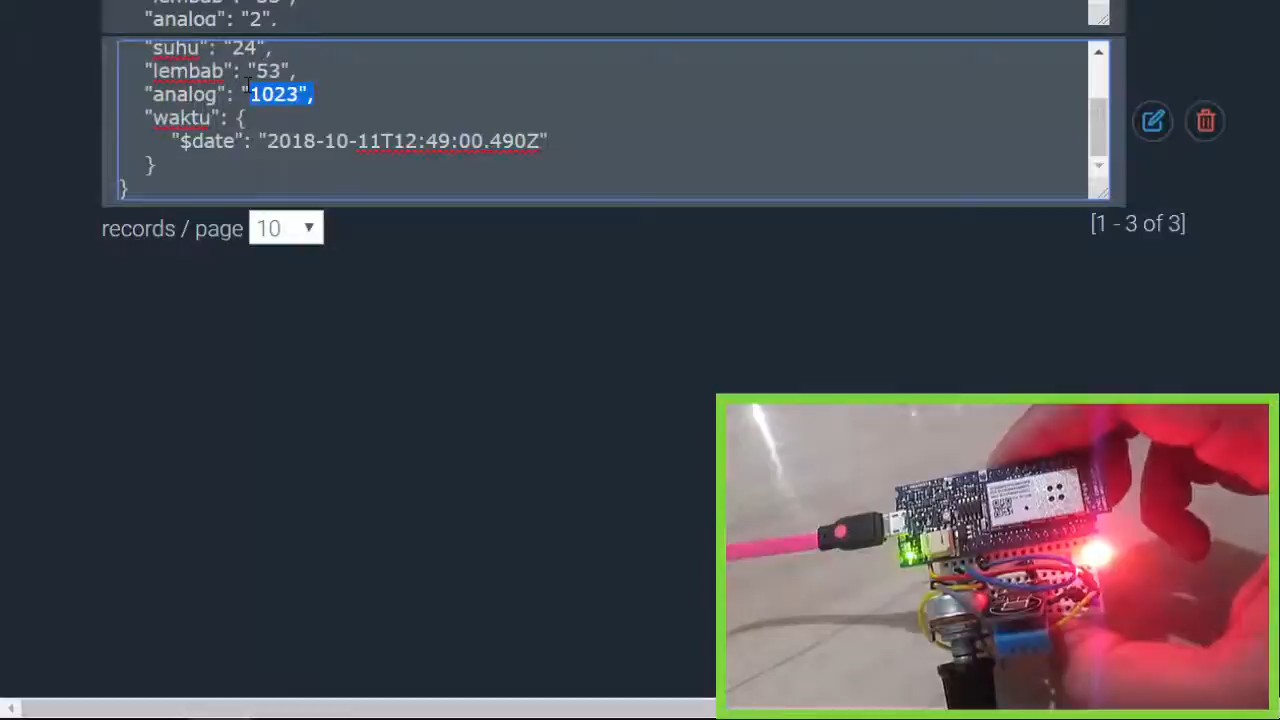 "analog": "2",
"suhu": "24",
"lembab": "53",
"analog": "1023",
"waktu": {
"$date": "2018-10-11T12:49:00.490Z"
}
}
records / page 10
[1 - 3 of 3]